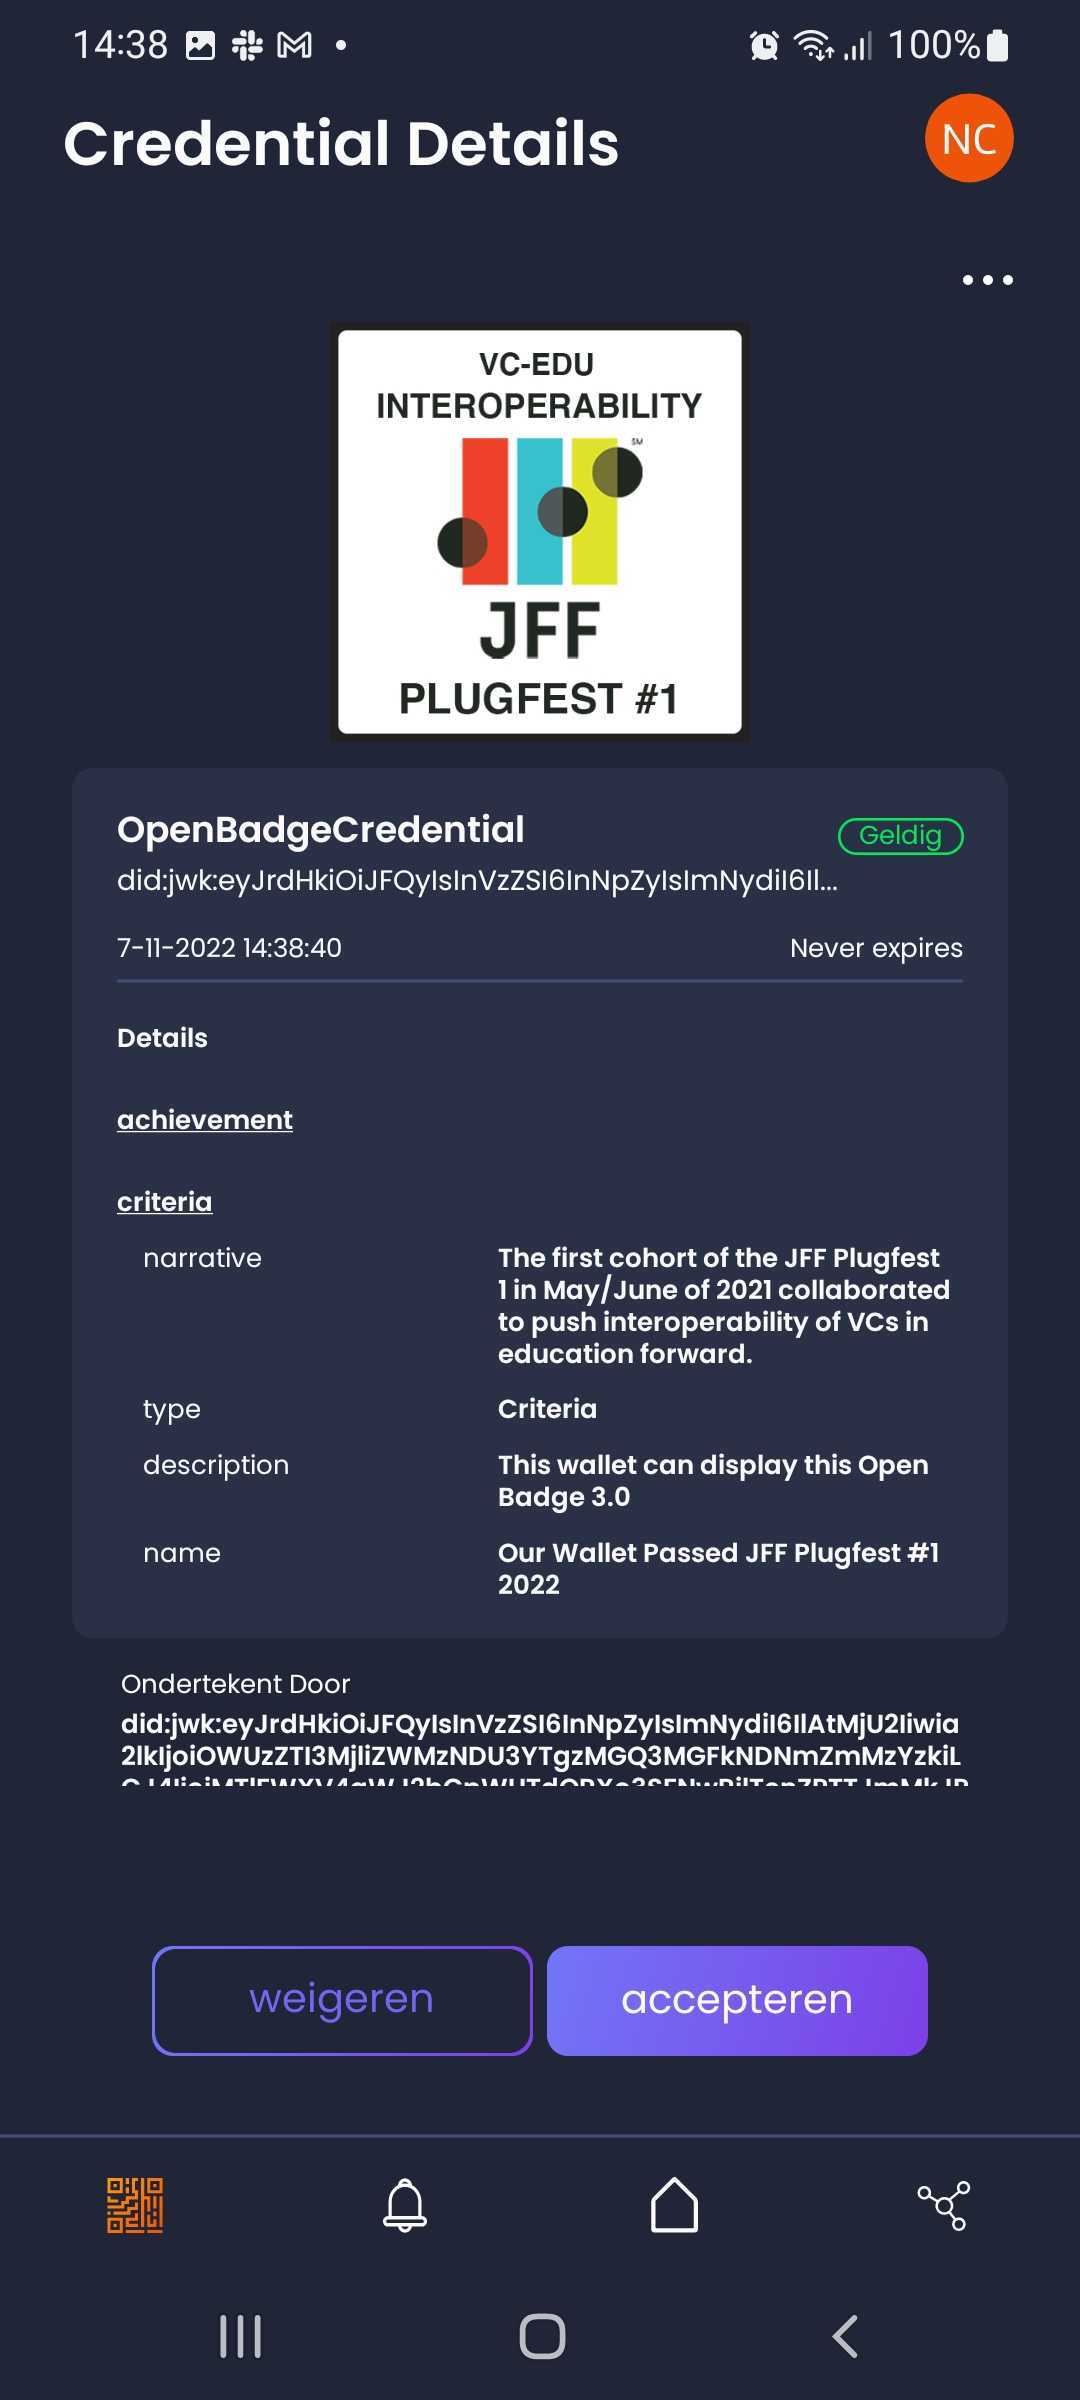 14:38
100%
Credential Details
NC
VC-EDU
INTEROPERABILITY
SM
JFF
PLUGFEST #1
OpenBadgeCredential
Geldig
did:jwk:eyJrdHkiOiJFQyIsInVzZSI6InNpZyIsImNydiI6Il...
7-11-2022 14:38:40
Never expires
Details
achievement
criteria
narrative
The first cohort of the JFF Plugfest
1 in May/June of 2021 collaborated
to push interoperability of VCs in
education forward.
type
Criteria
description
This wallet can display this Open
Badge 3.0
name
Our Wallet Passed JFF Plugfest #1
2022
Ondertekent Door
did:jwk:eyJrdHkiOiJFQyIsInVzZSI6InNpZyIsImNydiI6IlAtMjU2Iiwia
2lkIjoiOWUzZTI3MjliZWMzNDU3YTgzMGQ3MGFkNDNmZmMzYzkiL
weigeren
accepteren